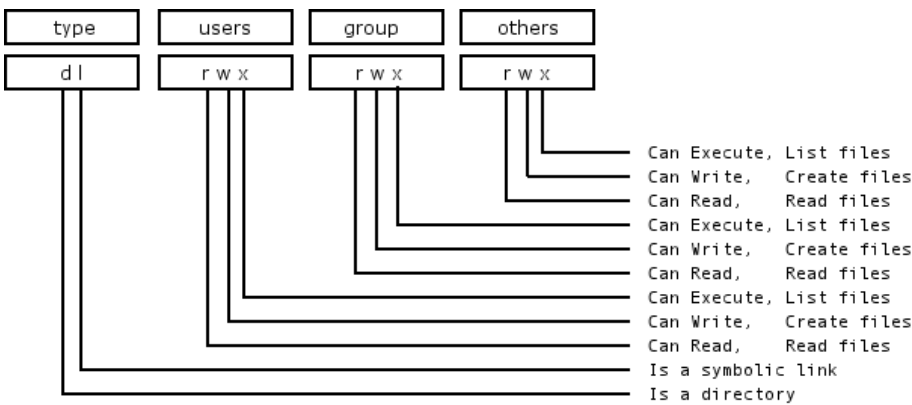 type users group others
d l r w x r w x r w x
Can Execute, List files
Can Write, Create files
Can Read, Read files
Can Execute, List files
Can Write, Create files
Can Read, Read files
Can Execute, List files
Can Write, Create files
Can Read, Read files
Is a symbolic link
Is a directory